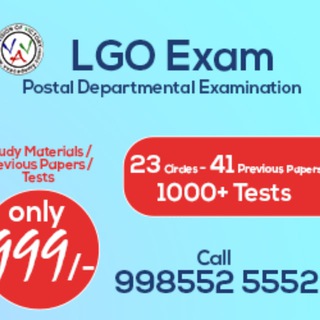 LGO Exam
Postal Departmental Examination
udy Materials /
evious Papers /
Tests
only
999/-
23 Circles - 41 Previous Papers
1000+ Tests
Call
998552 5552